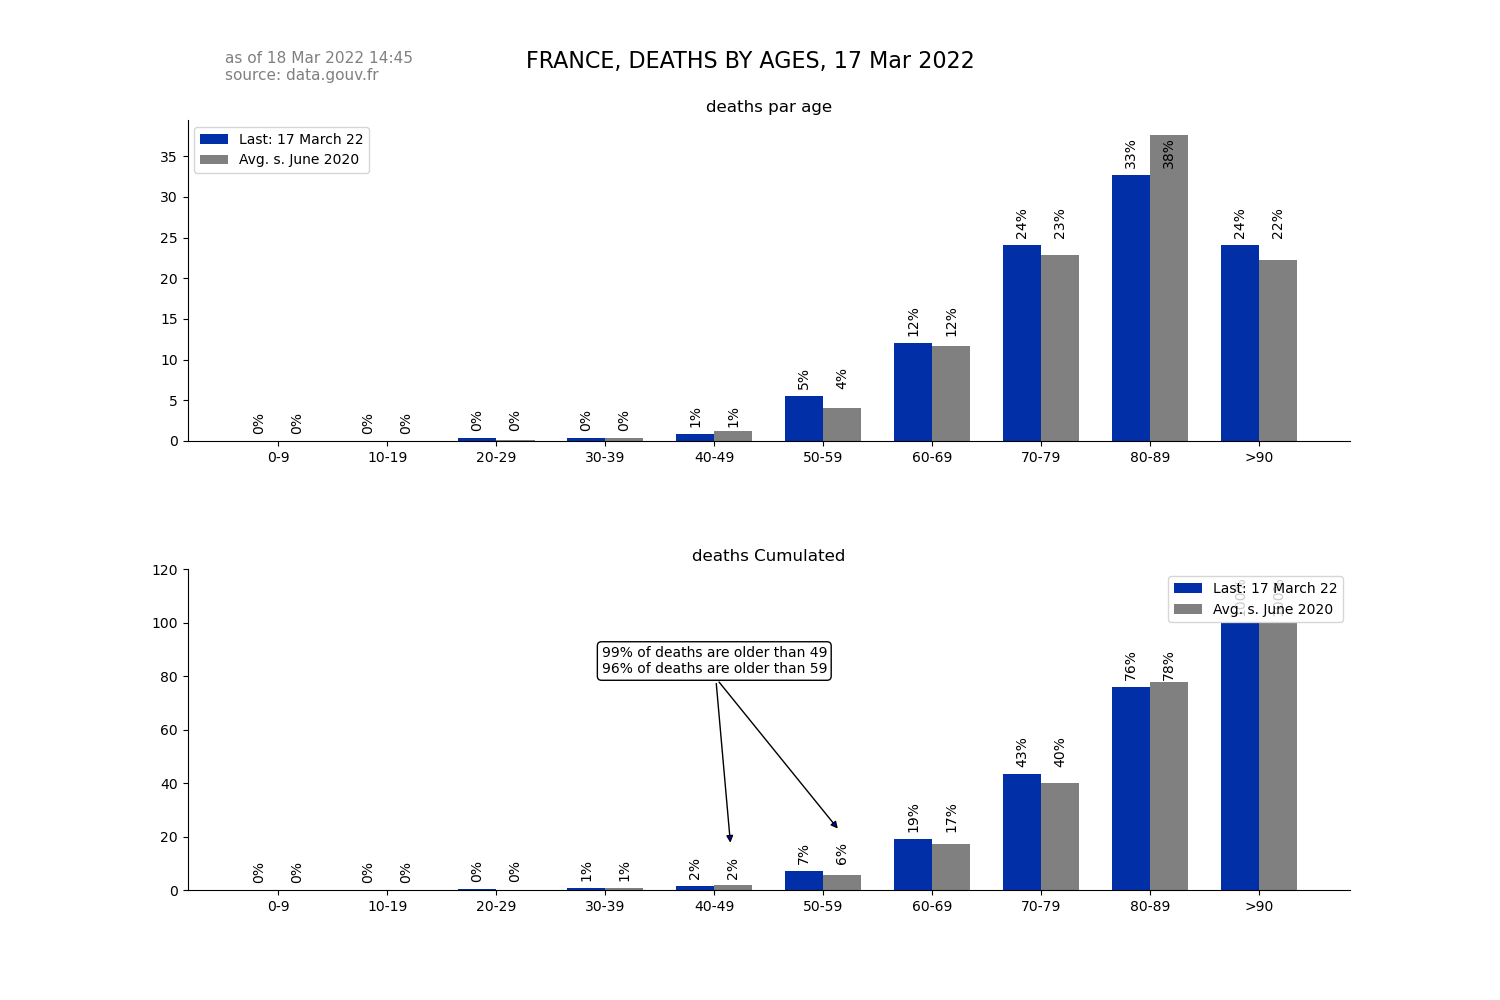 as of 18 Mar 2022 14:45
source: data.gouv.fr
FRANCE, DEATHS BY AGES, 17 Mar 2022
deaths par age
Last: 17 March 22
Avg. s. June 2020
35
30
25
20
15
10
5
0
0% 0% 0% 0% 0% 0% 0% 0% 1% 1% 5% 4% 12% 12% 24% 23% 33% 38% 24% 22%
0-9 10-19 20-29 30-39 40-49 50-59 60-69 70-79 80-89 >90
deaths Cumulated
Last: 17 March 22
Avg. s. June 2020
99% of deaths are older than 49
96% of deaths are older than 59
120
100
80
60
40
20
0
0% 0% 0% 0% 0% 0% 1% 1% 2% 2% 7% 6% 19% 17% 43% 40% 76% 78%
0-9 10-19 20-29 30-39 40-49 50-59 60-69 70-79 80-89 >90